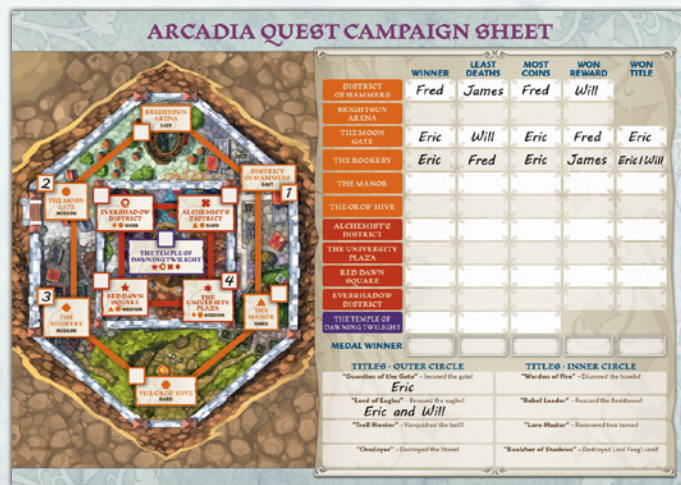 ARCADIA QUEST CAMPAIGN SHEET
WINNER
LEAST
DEATHS
MOST
COINS
WON
REWARD
WON
TITLE
DISTRICT
OF HAMMERS
Fred James Fred Will
BRIGHTSUN
ARENA
THE MOON
GATE
Eric Will Eric Fred Eric
THE ROOKERY
Eric Fred Eric James Eric/Will
THE MANOR
THE ORCS' HIVE
ALCHEMIST'S
DISTRICT
THE UNIVERSITY
PLAZA
RED DAWN
SQUARE
EVERSHADOW
DISTRICT
THE TEMPLE OF
DAWNING TWILIGHT
MEDAL WINNER
TITLES - OUTER CIRCLE
"Guardian of the Gate" - Secured the gate!
Eric
"Lord of Eagles" - Rescued the eagles!
Eric and Will
"Troll Hunter" - Vanquished the troll!
"Orcslayer" - Destroyed the Stone!
TITLES - INNER CIRCLE
"Warden of Fire" - Disarmed the bombs!
"Rebel Leader" - Rescued the Resistance!
"Lore Master" - Recovered two tomes!
"Banisher of Shadows" - Destroyed Lord Fang's seal!
BRIGHTSUN
ARENA
EASY
DISTRICT
OF HAMMERS
EASY
1
2
THE MOON
GATE
MEDIUM
EVERSHADOW
DISTRICT
HARD
ALCHEMIST'S
DISTRICT
HARD
THE TEMPLE OF
DAWNING TWILIGHT
3
THE
ROOKERY
MEDIUM
RED DAWN
SQUARE
MEDIUM
4
THE
UNIVERSITY
PLAZA
MEDIUM
THE
MANOR
HARD
THE ORCS' HIVE
HARD